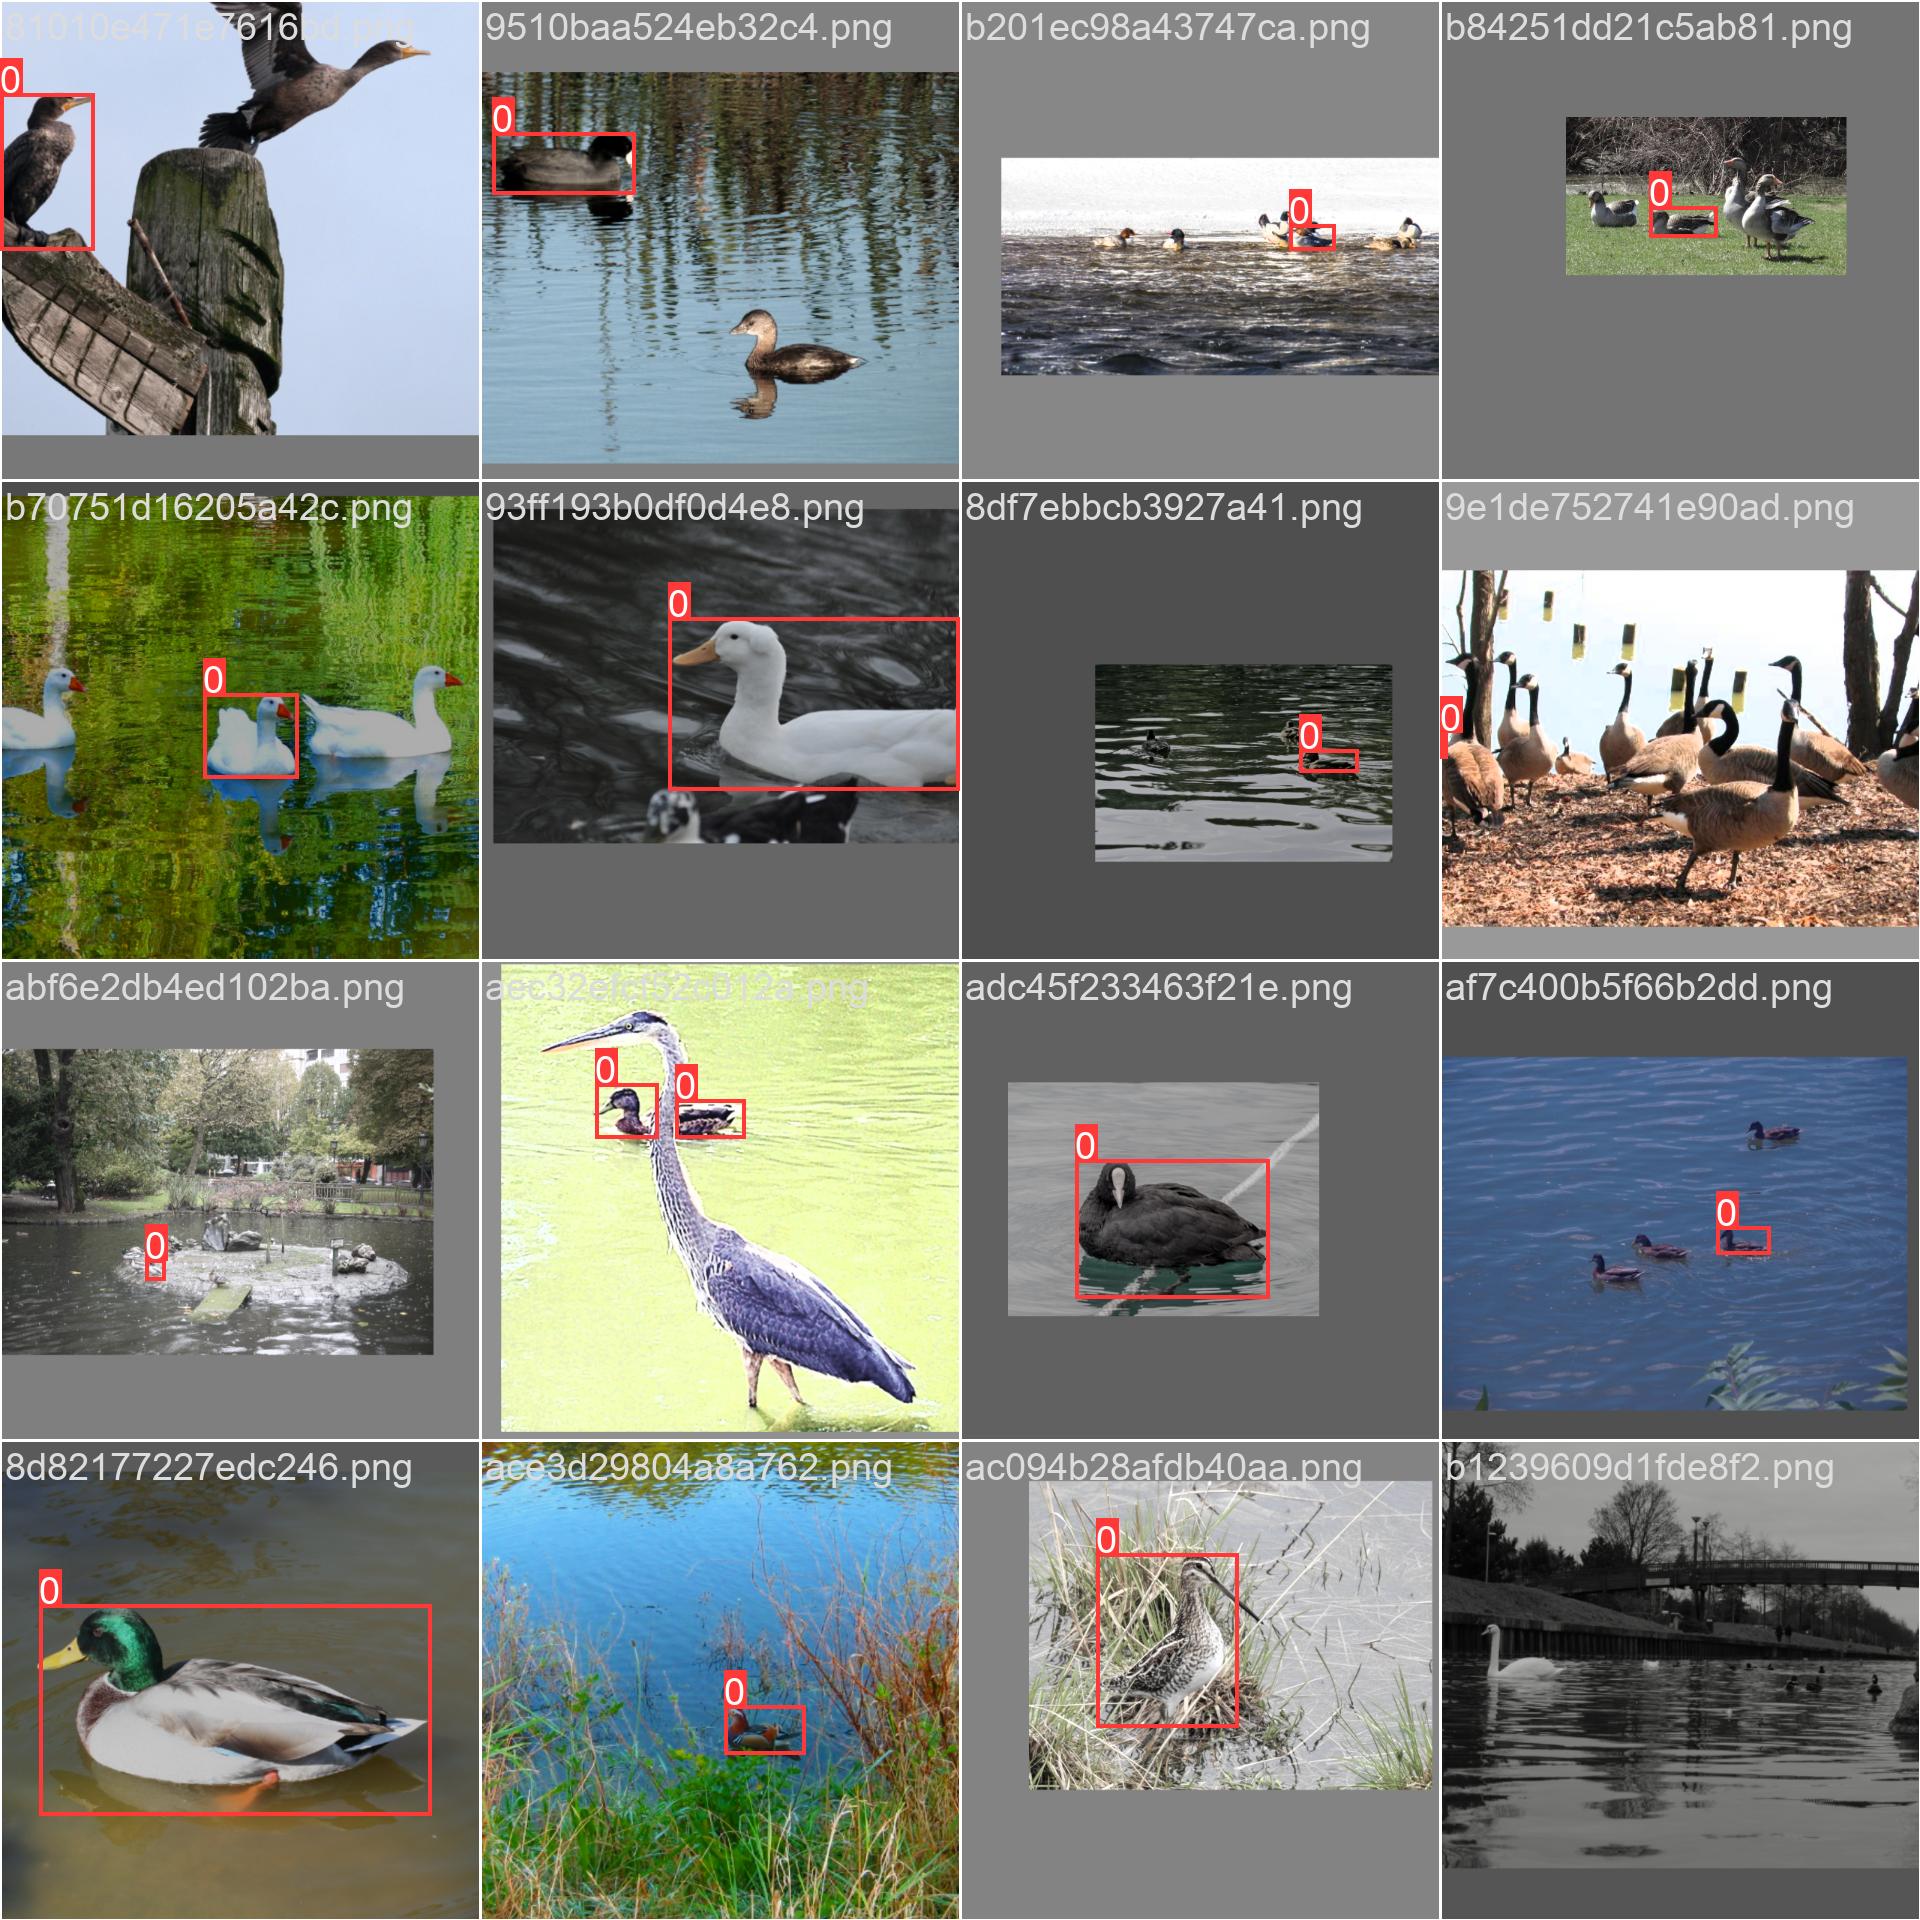 81010e471e7616bd.png
9510baa524eb32c4.png
b201ec98a43747ca.png
b84251dd21c5ab81.png
0
0
0
0
b70751d16205a42c.png
93ff193b0df0d4e8.png
8df7ebbcb3927a41.png
9e1de752741e90ad.png
0
0
0
0
abf6e2db4ed102ba.png
aec32efcf52c012a.png
adc45f233463f21e.png
af7c400b5f66b2dd.png
0
0
0
0
0
8d82177227edc246.png
ace3d29804a8a762.png
ac094b28afdb40aa.png
b1239609d1fde8f2.png
0
0
0